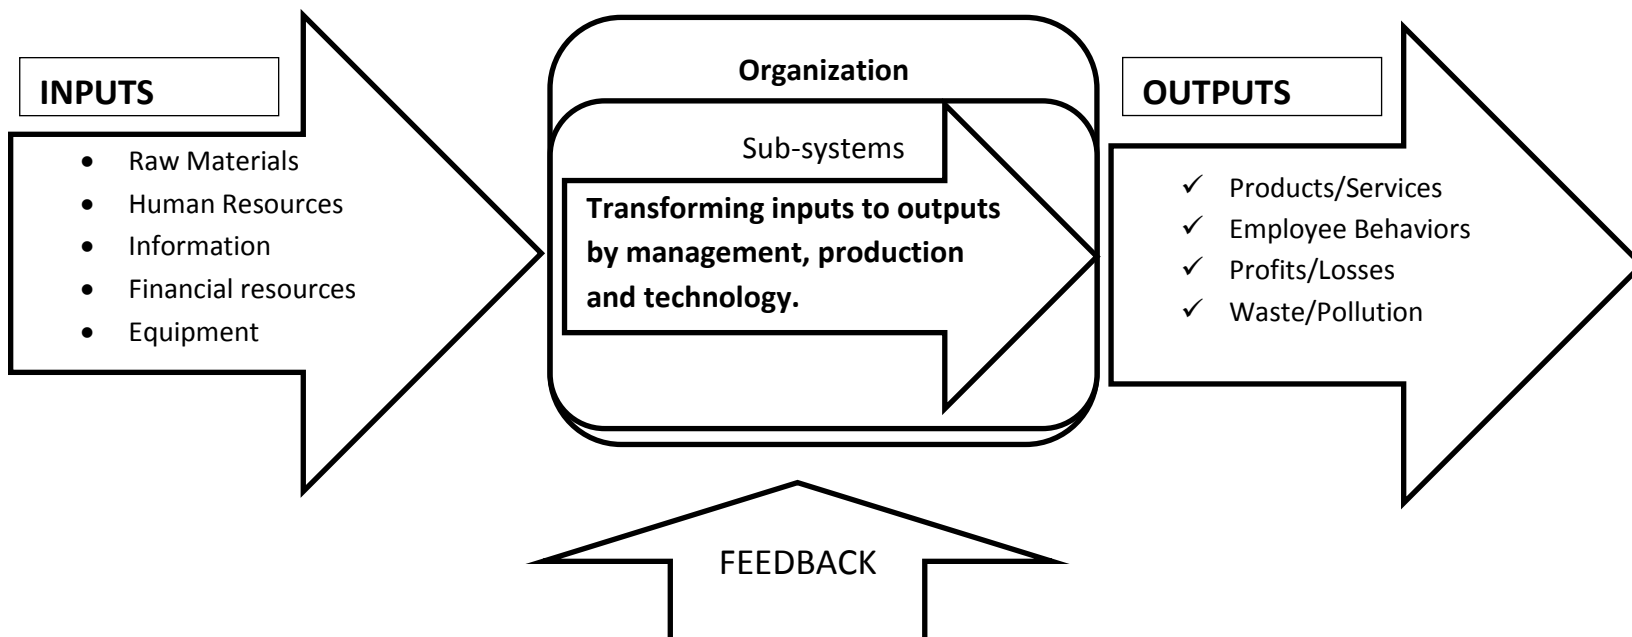 INPUTS
• Raw Materials
• Human Resources
• Information
• Financial resources
• Equipment
Organization
Sub-systems
Transforming inputs to outputs
by management, production
and technology.
OUTPUTS
✓ Products/Services
✓ Employee Behaviors
✓ Profits/Losses
✓ Waste/Pollution
FEEDBACK